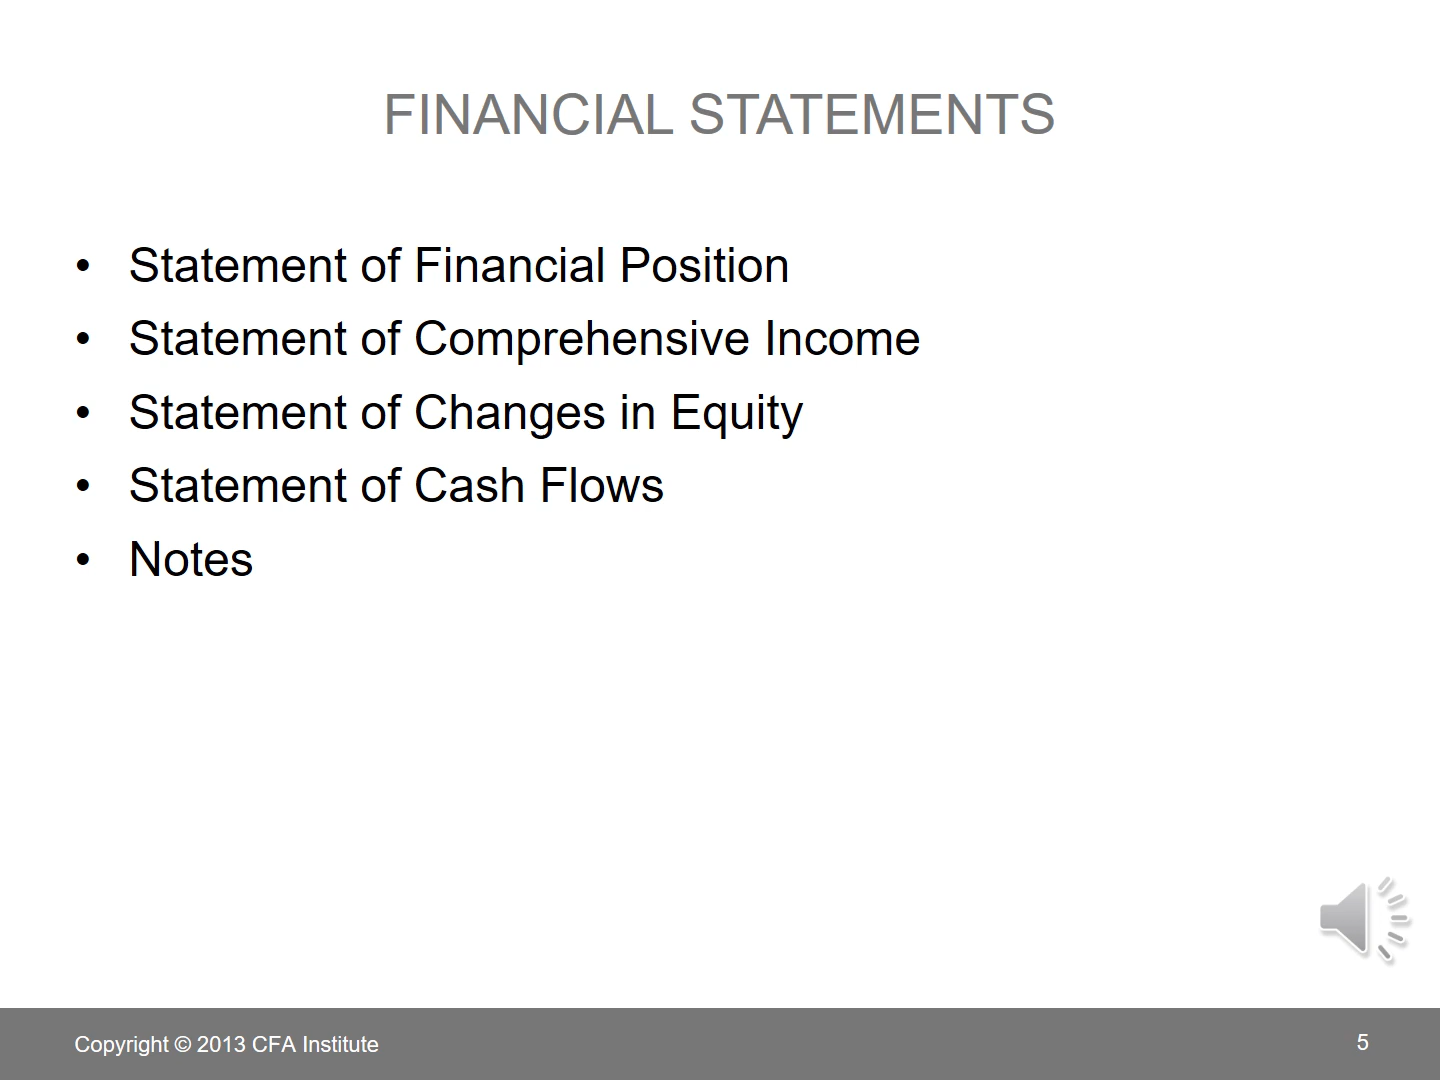 FINANCIAL STATEMENTS
• Statement of Financial Position
• Statement of Comprehensive Income
• Statement of Changes in Equity
• Statement of Cash Flows
• Notes
Copyright © 2013 CFA Institute
5